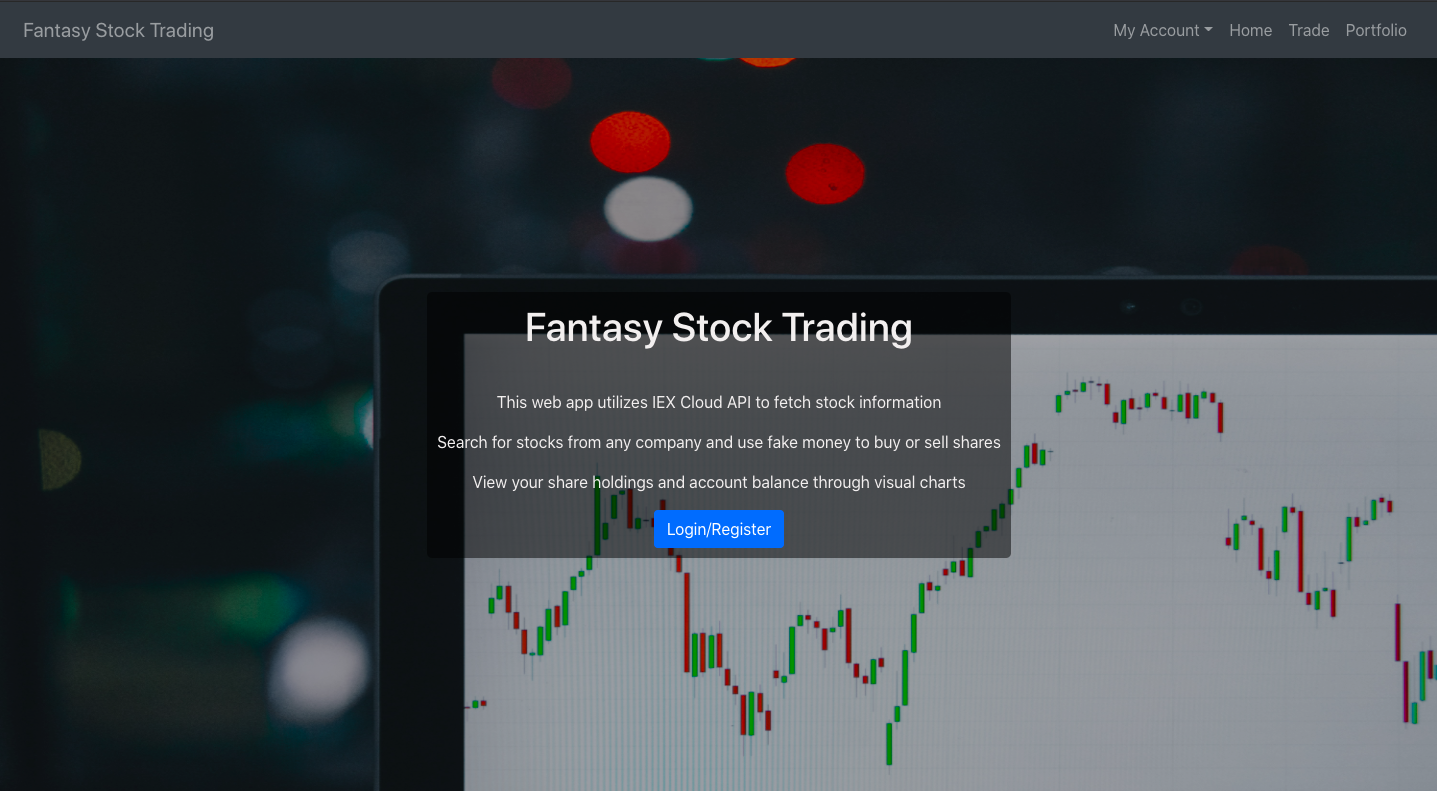 Fantasy Stock Trading
My Account Home Trade Portfolio
Fantasy Stock Trading
This web app utilizes IEX Cloud API to fetch stock information
Search for stocks from any company and use fake money to buy or sell shares
View your share holdings and account balance through visual charts
Login/Register